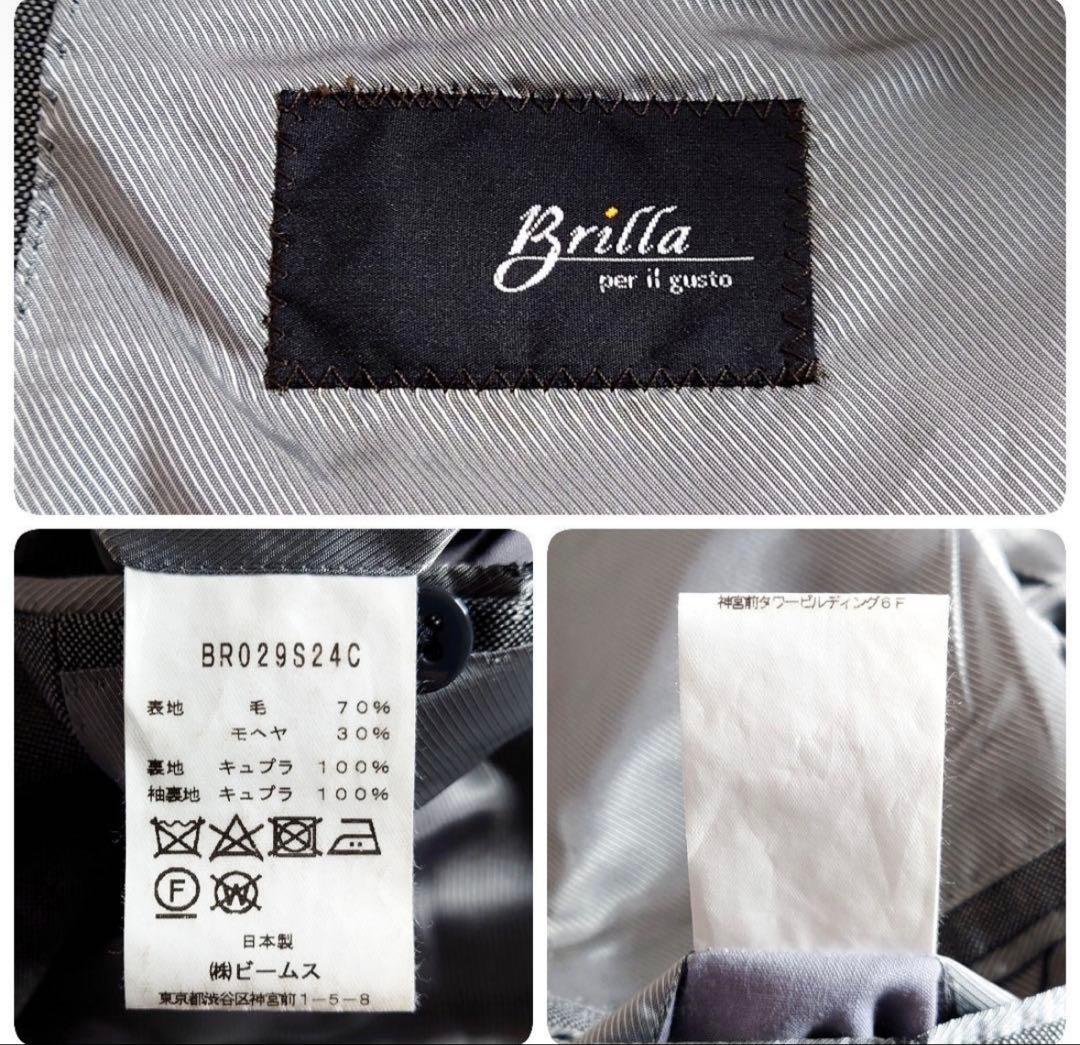 Brilla
per il gusto
BR029S24C
表地 毛 70%
モヘヤ 30%
裏地 キュプラ 100%
袖裏地 キュプラ 100%
F W
日本製
㈱ビームス
東京都渋谷区神宮前1-5-8
神宮前タワービルディング6F